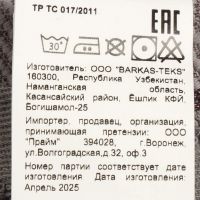 ТР ТС 017/2011
EAC
30°
Изготовитель: ООО "BARKAS-TEKS"
160300, Республика Узбекистан,
Наманганская область,
Касансайский район, Ёшлик КФЙ,
Богишамол-25
Импортер, продавец, организация,
принимающая претензии: ООО
"Прайм" 394028, г.Воронеж,
ул.Волгоградская,д.32, оф.3
Номер партии соответствует дате
изготовления. Дата изготовления:
Апрель 2025